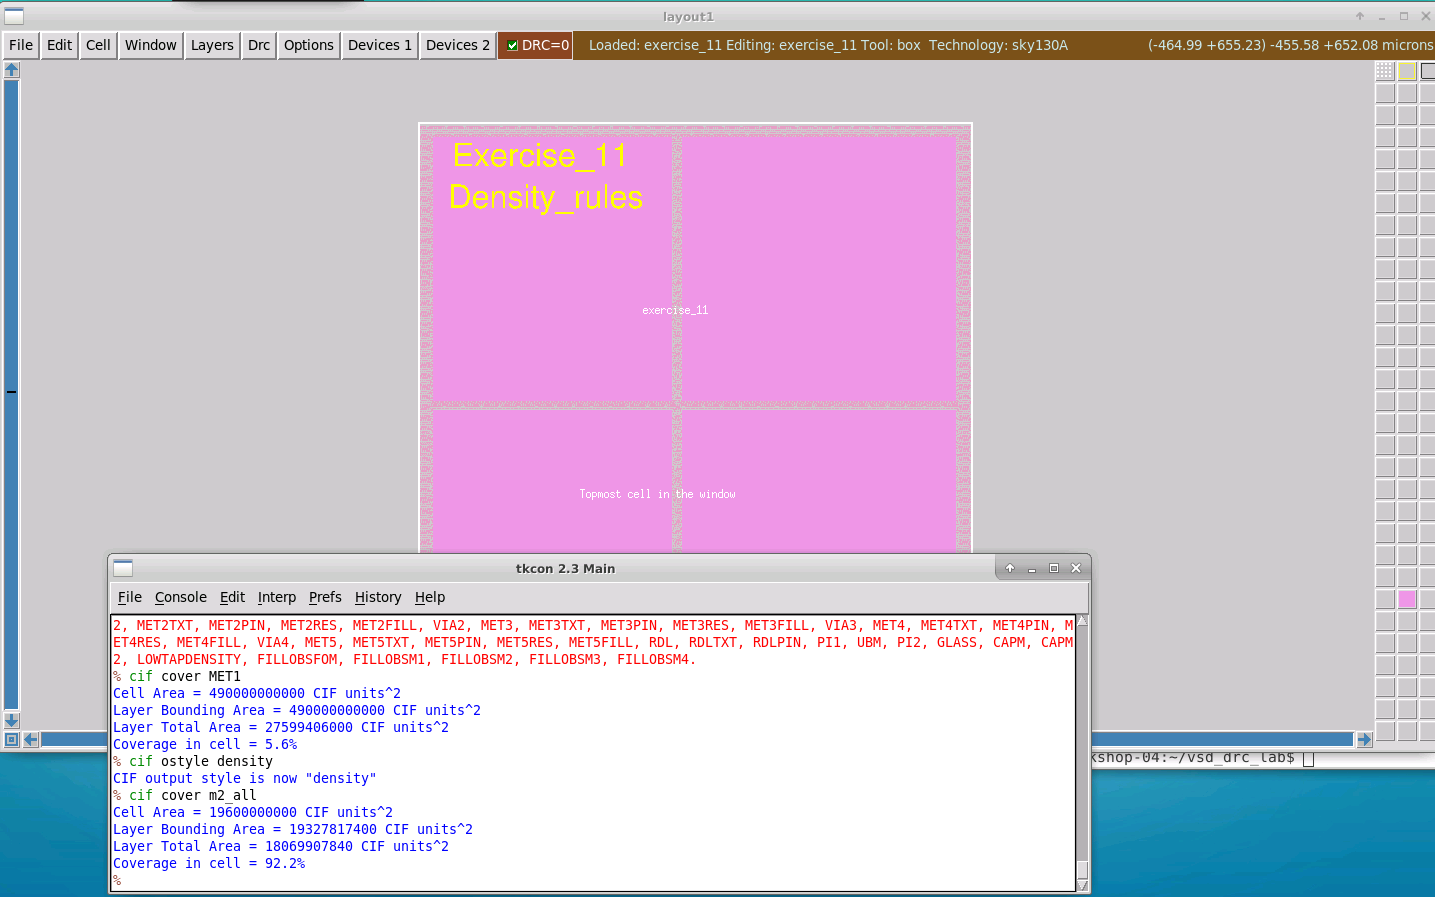 layout1
File Edit Cell Window Layers Drc Options Devices 1 Devices 2 DRC=0 Loaded: exercise_11 Editing: exercise_11 Tool: box Technology: sky130A (-464.99 +655.23) -455.58 +652.08 microns
Exercise_11
Density_rules
exercise_11
Topmost cell in the window
kshop-04:~/vsd_drc_lab$
tkcon 2.3 Main
File Console Edit Interp Prefs History Help
2, MET2TXT, MET2PIN, MET2RES, MET2FILL, VIA2, MET3, MET3TXT, MET3PIN, MET3RES, MET3FILL, VIA3, MET4, MET4TXT, MET4PIN, M
ET4RES, MET4FILL, VIA4, MET5, MET5TXT, MET5PIN, MET5RES, MET5FILL, RDL, RDLTXT, RDLPIN, PI1, UBM, PI2, GLASS, CAPM, CAPM
2, LOWTAPDENSITY, FILLOBSFOM, FILLOBSM1, FILLOBSM2, FILLOBSM3, FILLOBSM4.
% cif cover MET1
Cell Area = 490000000000 CIF units^2
Layer Bounding Area = 490000000000 CIF units^2
Layer Total Area = 27599406000 CIF units^2
Coverage in cell = 5.6%
% cif ostyle density
CIF output style is now "density"
% cif cover m2_all
Cell Area = 19600000000 CIF units^2
Layer Bounding Area = 19327817400 CIF units^2
Layer Total Area = 18069907840 CIF units^2
Coverage in cell = 92.2%
%